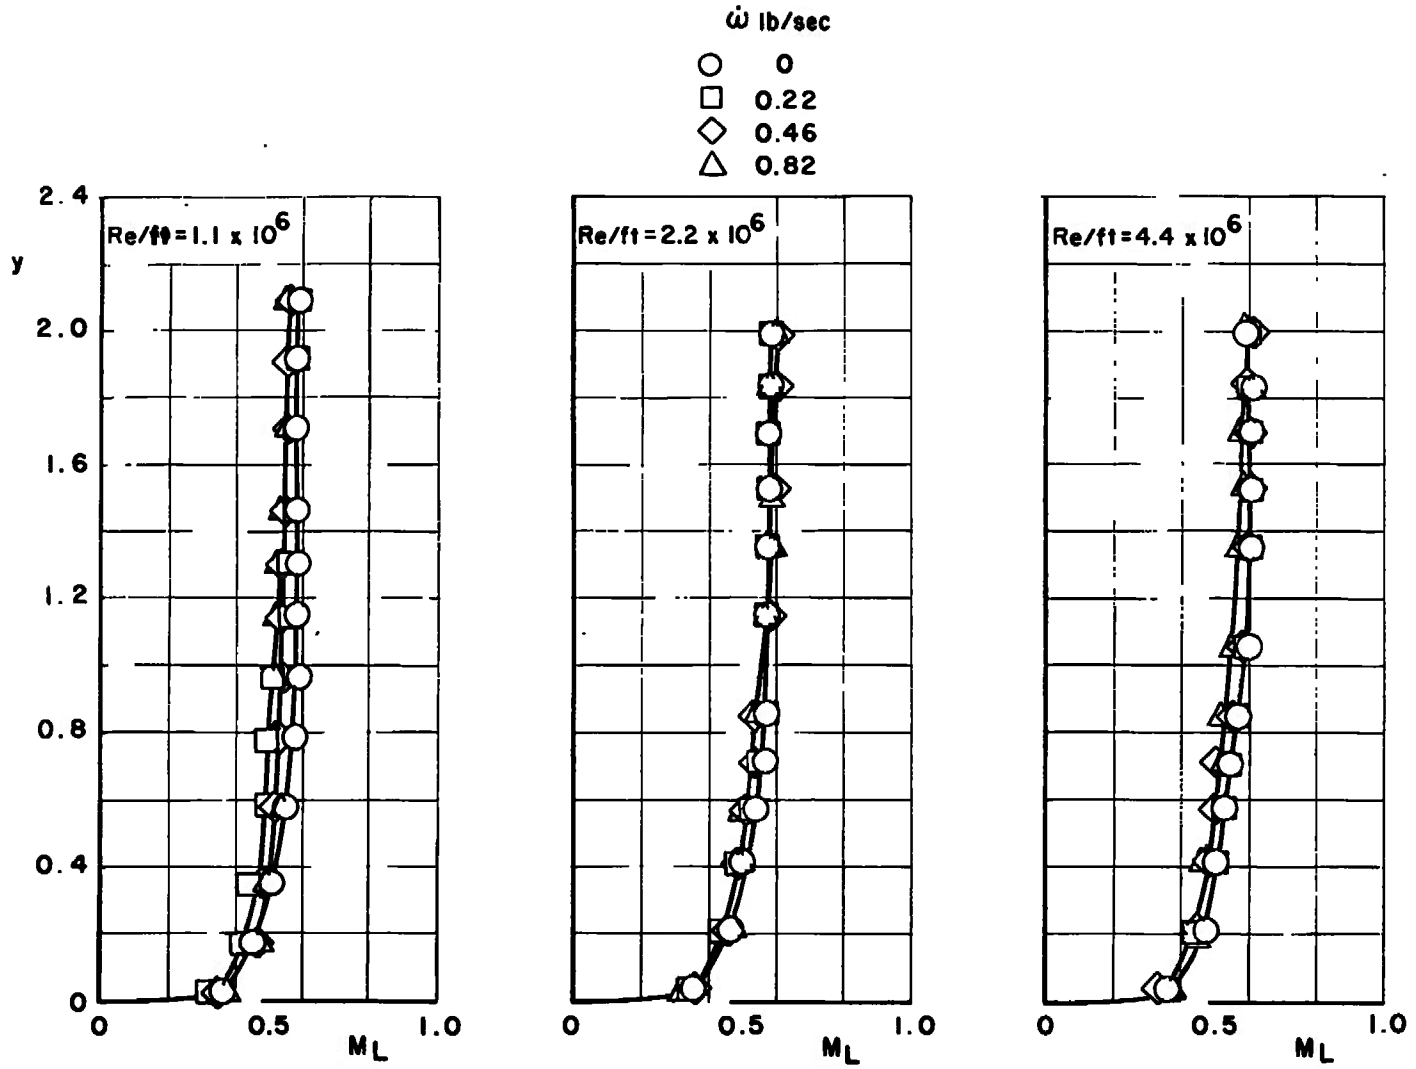 ω̇ lb/sec
0
0.22
0.46
0.82
2.4
y
2.0
1.6
1.2
0.8
0.4
0
Re/ft=1.1 x 10⁶
0 0.5 1.0
M_L
Re/ft=2.2 x 10⁶
0 0.5 1.0
M_L
Re/ft=4.4 x 10⁶
0 0.5 1.0
M_L